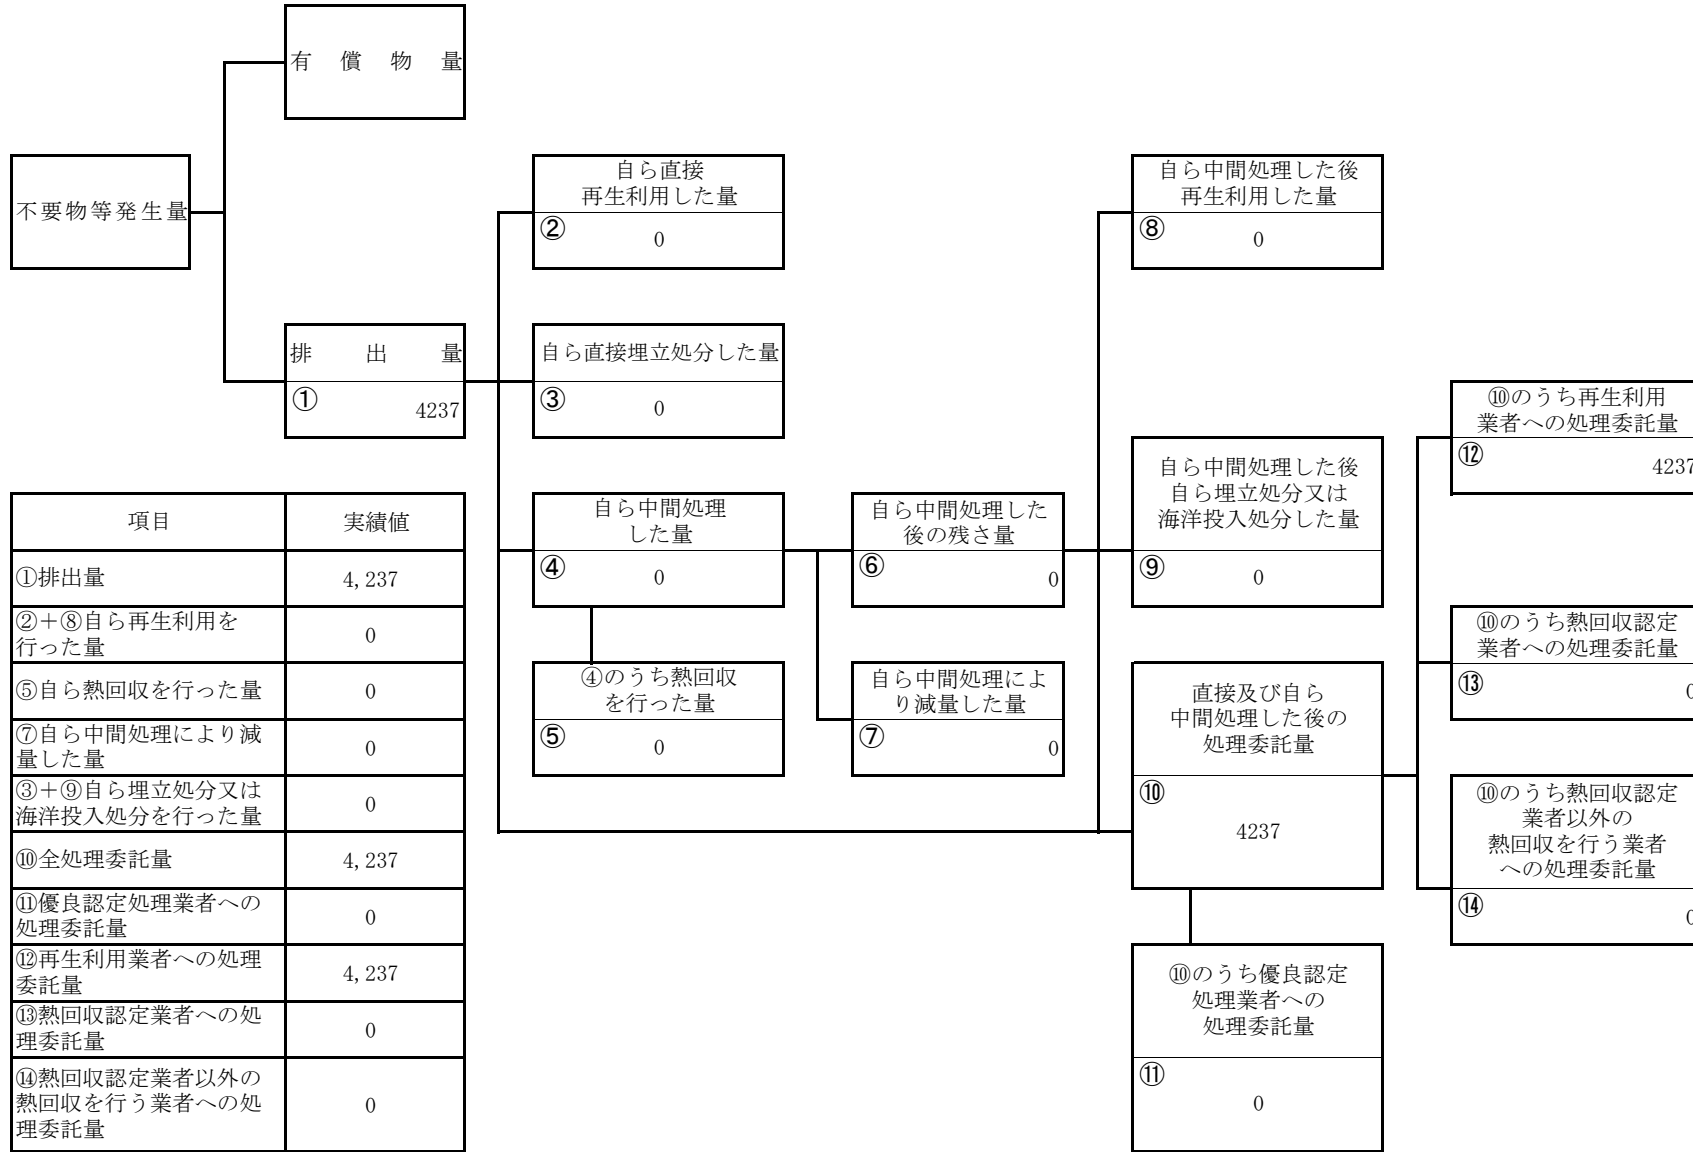 有償物量
不要物等発生量
自ら直接
再生利用した量
②
0
自ら中間処理した後
再生利用した量
⑧
0
排出量
①
4237
自ら直接埋立処分した量
③
0
⑩のうち再生利用
業者への処理委託量
⑫
4237
自ら中間処理した後
自ら埋立処分又は
海洋投入処分した量
⑨
0
自ら中間処理
した量
④
0
自ら中間処理した
後の残さ量
⑥
0
④のうち熱回収
を行った量
⑤
0
自ら中間処理によ
り減量した量
⑦
0
直接及び自ら
中間処理した後の
処理委託量
⑩
4237
⑩のうち熱回収認定
業者への処理委託量
⑬
0
⑩のうち熱回収認定
業者以外の
熱回収を行う業者
への処理委託量
⑭
0
⑩のうち優良認定
処理業者への
処理委託量
⑪
0
項目 実績値
①排出量 4,237
②+⑧自ら再生利用を
行った量 0
⑤自ら熱回収を行った量 0
⑦自ら中間処理により減
量した量 0
③+⑨自ら埋立処分又は
海洋投入処分を行った量 0
⑩全処理委託量 4,237
⑪優良認定処理業者への
処理委託量 0
⑫再生利用業者への処理
委託量 4,237
⑬熱回収認定業者への処
理委託量 0
⑭熱回収認定業者以外の
熱回収を行う業者への処
理委託量 0